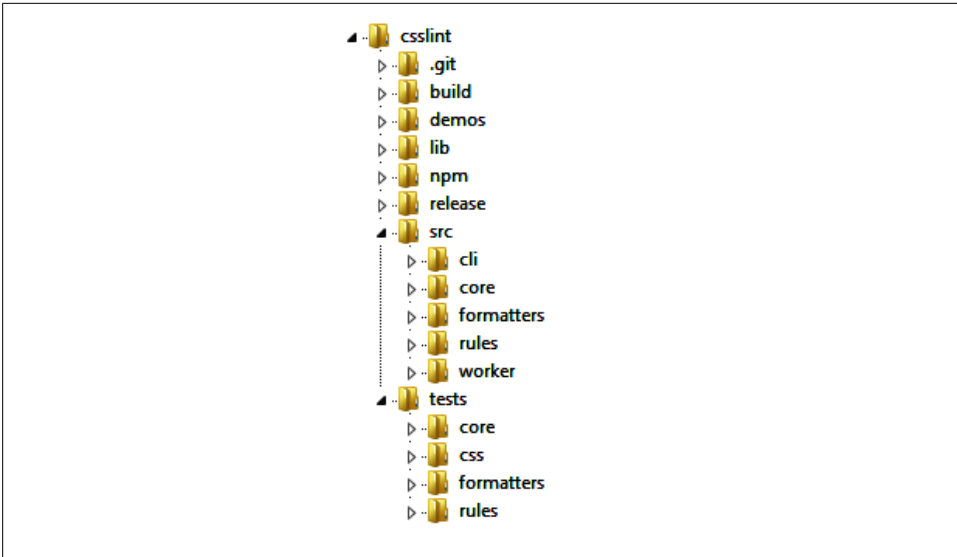 csslint
.git
build
demos
lib
npm
release
src
cli
core
formatters
rules
worker
tests
core
css
formatters
rules